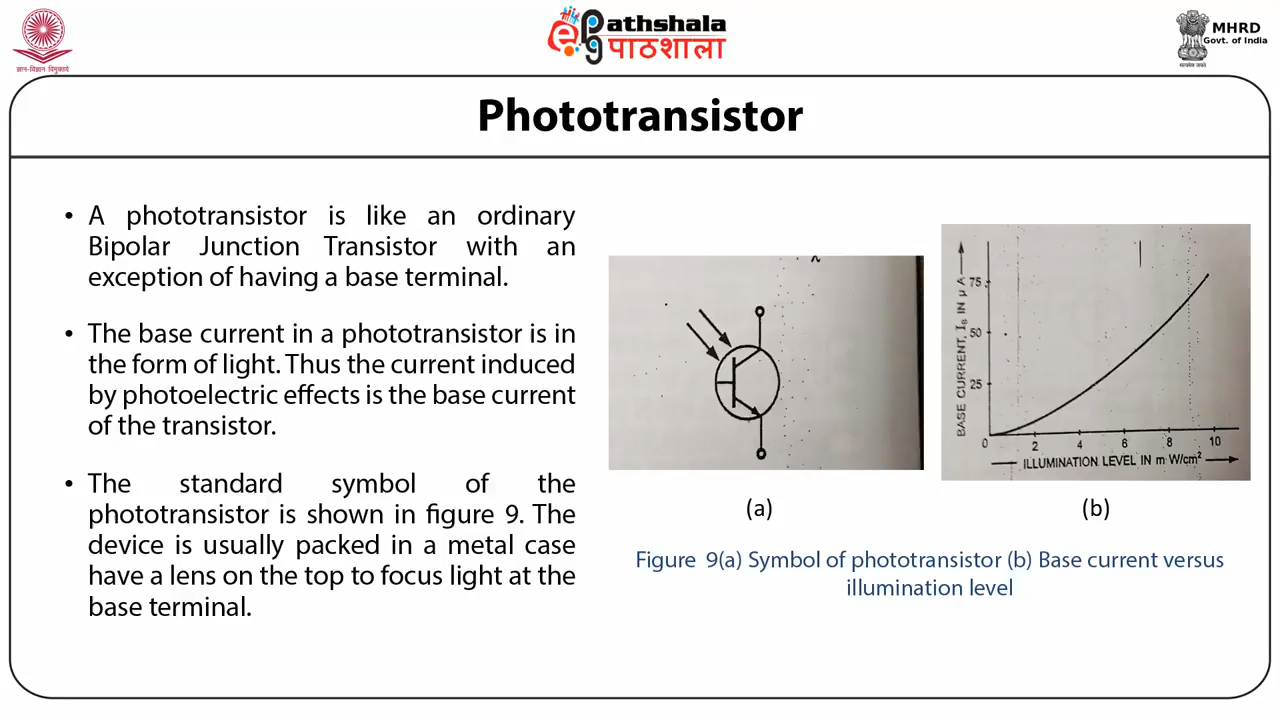 ज्ञान-विज्ञान विमुक्तये
ePathshala
पाठशाला
MHRD
Govt. of India
सत्यमेव जयते
Phototransistor
• A phototransistor is like an ordinary
Bipolar Junction Transistor with an
exception of having a base terminal.
• The base current in a phototransistor is in
the form of light. Thus the current induced
by photoelectric effects is the base current
of the transistor.
• The standard symbol of the
phototransistor is shown in figure 9. The
device is usually packed in a metal case
have a lens on the top to focus light at the
base terminal.
BASE CURRENT, IB IN μ A
75
50
25
0 2 4 6 8 10
ILLUMINATION LEVEL IN m W/cm²
(a)
(b)
Figure 9(a) Symbol of phototransistor (b) Base current versus
illumination level